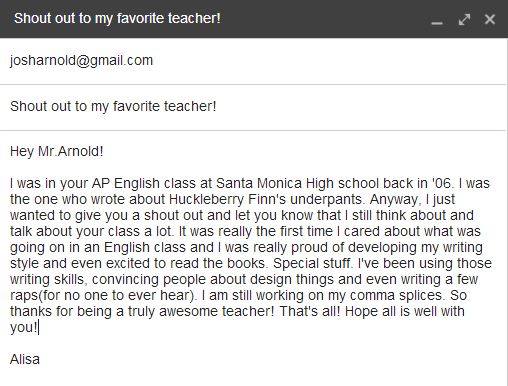 Shout out to my favorite teacher!
josharnold@gmail.com
Shout out to my favorite teacher!
Hey Mr.Arnold!
I was in your AP English class at Santa Monica High school back in '06. I was
the one who wrote about Huckleberry Finn's underpants. Anyway, I just
wanted to give you a shout out and let you know that I still think about and
talk about your class a lot. It was really the first time I cared about what was
going on in an English class and I was really proud of developing my writing
style and even excited to read the books. Special stuff. I've been using those
writing skills, convincing people about design things and even writing a few
raps(for no one to ever hear). I am still working on my comma splices. So
thanks for being a truly awesome teacher! That's all! Hope all is well with
you!
Alisa